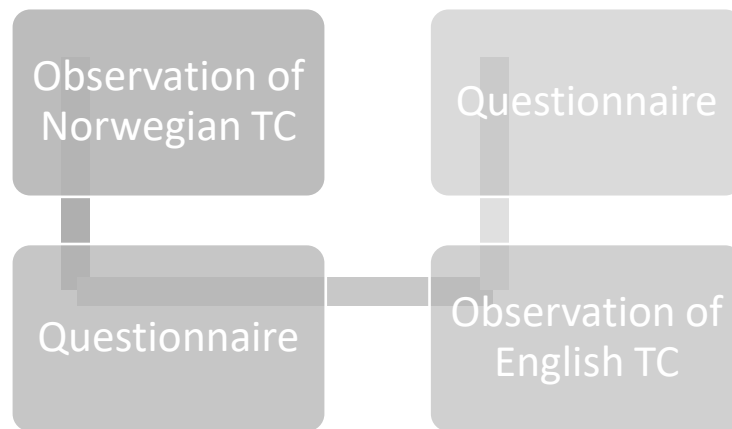 Observation of
Norwegian TC
Questionnaire
Observation of
English TC
Questionnaire